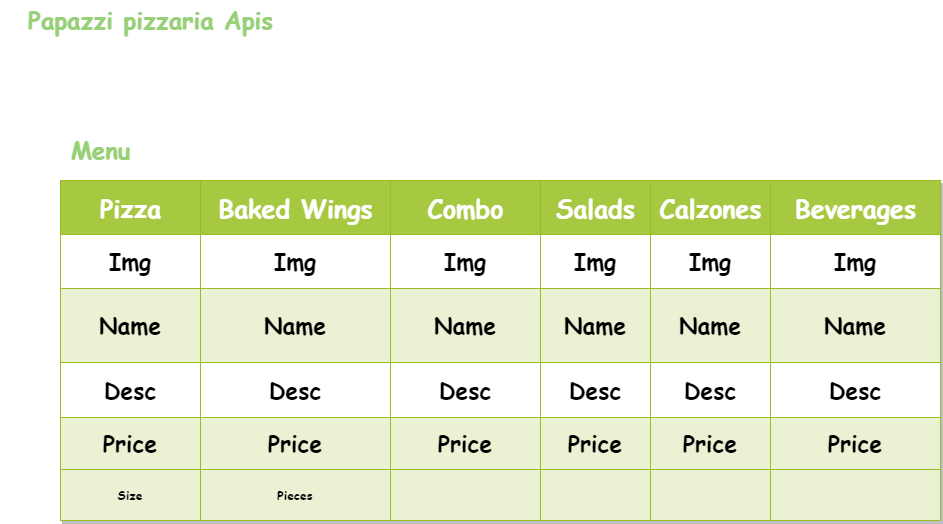 Papazzi pizzaria Apis
Menu
Pizza Baked Wings Combo Salads Calzones Beverages
Img Img Img Img Img Img
Name Name Name Name Name Name
Desc Desc Desc Desc Desc Desc
Price Price Price Price Price Price
Size Pieces